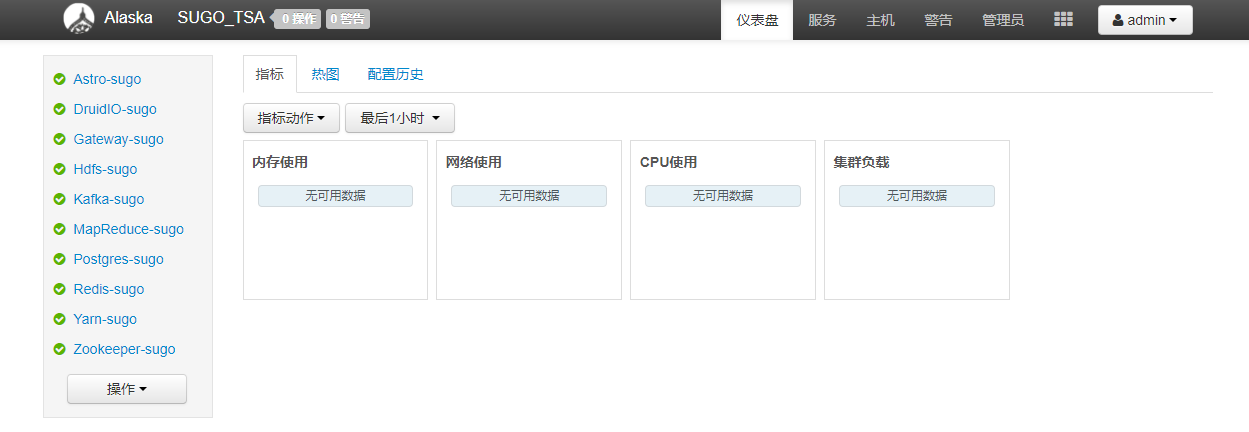 Alaska SUGO_TSA 0 操作 0 警告 仪表盘 服务 主机 警告 管理员 admin
Astro-sugo
DruidIO-sugo
Gateway-sugo
Hdfs-sugo
Kafka-sugo
MapReduce-sugo
Postgres-sugo
Redis-sugo
Yarn-sugo
Zookeeper-sugo
操作
指标 热图 配置历史
指标动作 最后1小时
内存使用 网络使用 CPU使用 集群负载
无可用数据 无可用数据 无可用数据 无可用数据